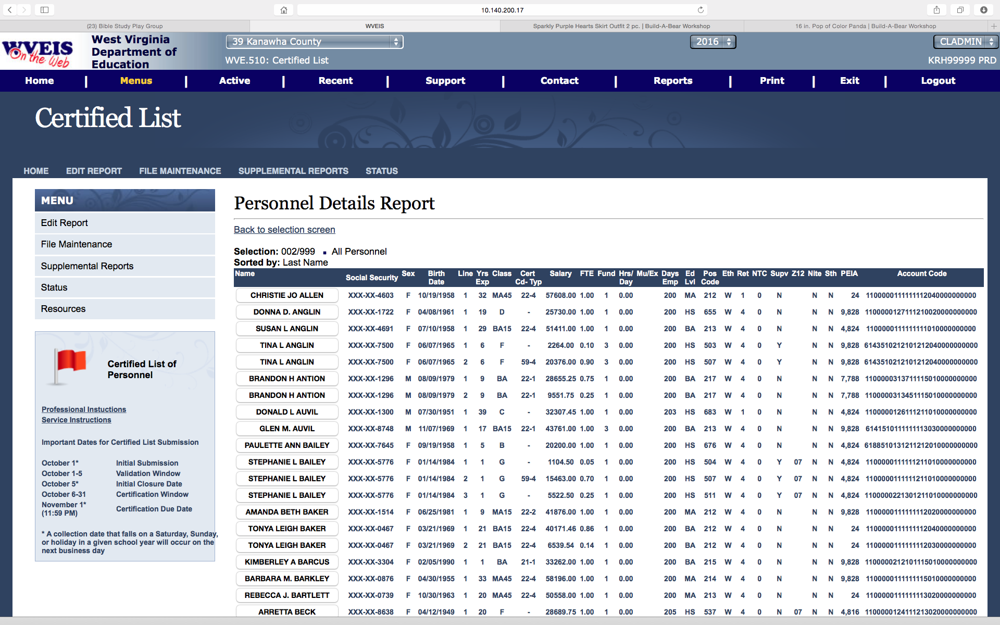 10.140.200.17
(23) Bible Study Play Group
WVEIS
Sparkly Purple Hearts Skirt Outfit 2 pc. | Build-A-Bear Workshop
16 in. Pop of Color Panda | Build-A-Bear Workshop
WVEIS
On the Web
West Virginia
Department of
Education
39 Kanawha County
2016
CLADMIN
WVE.510: Certified List
KRH99999 PRD
Home | Menus | Active | Recent | Support | Contact | Reports | Print | Exit | Logout
Certified List
HOME EDIT REPORT FILE MAINTENANCE SUPPLEMENTAL REPORTS STATUS
MENU
Edit Report
File Maintenance
Supplemental Reports
Status
Resources
Certified List of
Personnel
Professional Instuctions
Service Instructions
Important Dates for Certified List Submission
October 1* Initial Submission
October 1-5 Validation Window
October 5* Initial Closure Date
October 6-31 Certification Window
November 1*
(11:59 PM) Certification Due Date
* A collection date that falls on a Saturday, Sunday,
or holiday in a given school year will occur on the
next business day
Personnel Details Report
Back to selection screen
Selection: 002/999 ▪ All Personnel
Sorted by: Last Name
Name Social Security Sex Birth Date Line Yrs Exp Class Cert Cd- Typ Salary FTE Fund Hrs/ Day Mu/Ex Days Emp Ed Lvl Pos Code Eth Ret NTC Supv Z12 Nite Sth PEIA Account Code
CHRISTIE JO ALLEN XXX-XX-4603 F 10/19/1958 1 32 MA45 22-4 57608.00 1.00 1 0.00 200 MA 212 W 1 0 N N N 24
DONNA D. ANGLIN XXX-XX-1722 F 04/08/1961 1 19 D - 25730.00 1.00 1 0.00 200 HS 655 W 4 0 N N N 9,828
SUSAN L ANGLIN XXX-XX-4691 F 07/10/1958 1 29 BA15 22-4 51411.00 1.00 1 0.00 200 BA 213 W 4 0 N N N 4,824
TINA L ANGLIN XXX-XX-7500 F 06/07/1965 1 6 F - 2264.00 0.10 3 0.00 200 HS 503 W 4 0 Y N N 9,828
TINA L ANGLIN XXX-XX-7500 F 06/07/1965 2 6 F 59-4 20376.00 0.90 3 0.00 200 HS 507 W 4 0 Y N N 9,828
BRANDON H ANTION XXX-XX-1296 M 08/09/1979 1 9 BA 22-1 28655.25 0.75 1 0.00 200 BA 217 W 4 0 N N N 7,788
BRANDON H ANTION XXX-XX-1296 M 08/09/1979 2 9 BA 22-1 9551.75 0.25 1 0.00 200 BA 217 W 4 0 N N N 7,788
DONALD L AUVIL XXX-XX-1300 M 07/30/1951 1 39 C - 32307.45 1.00 1 0.00 203 HS 683 W 1 0 N N N 4,824
GLEN M. AUVIL XXX-XX-8748 M 11/07/1969 1 17 BA15 22-1 43761.00 1.00 3 0.00 200 BA 213 W 4 0 N N N 9,828
PAULETTE ANN BAILEY XXX-XX-7645 F 09/19/1958 1 5 B - 20200.00 1.00 1 0.00 200 HS 676 W 4 0 N N N 4,824
STEPHANIE L BAILEY XXX-XX-5776 F 01/14/1984 1 1 G - 1104.50 0.05 1 0.00 200 HS 504 W 4 0 Y 07 N N 4,824
STEPHANIE L BAILEY XXX-XX-5776 F 01/14/1984 2 1 G 59-4 15463.00 0.70 1 0.00 200 HS 507 W 4 0 Y 07 N N 4,824
STEPHANIE L BAILEY XXX-XX-5776 F 01/14/1984 3 1 G - 5522.50 0.25 1 0.00 200 HS 511 W 4 0 Y 07 N N 4,824
AMANDA BETH BAKER XXX-XX-1514 F 06/25/1981 1 9 MA15 22-2 41876.00 1.00 1 0.00 200 MA 212 W 4 0 N N N 9,828
TONYA LEIGH BAKER XXX-XX-0467 F 03/21/1969 1 21 BA15 22-4 40171.46 0.86 1 0.00 200 BA 212 W 4 0 N N N 24
TONYA LEIGH BAKER XXX-XX-0467 F 03/21/1969 2 21 BA15 22-4 6539.54 0.14 1 0.00 200 BA 212 W 4 0 N N N 24
KIMBERLEY A BARCUS XXX-XX-3304 F 02/05/1990 1 1 BA 21-1 33262.00 1.00 1 0.00 200 BA 215 W 4 0 N N N 9,828
BARBARA M. BARKLEY XXX-XX-0876 F 04/30/1955 1 33 MA45 22-4 58196.00 1.00 1 0.00 200 MA 214 W 4 0 N N N 9,828
REBECCA J. BARTLETT XXX-XX-0739 F 10/30/1963 1 20 MA45 22-4 50558.00 1.00 1 0.00 200 MA 213 W 4 0 N N N 24
ARRETTA BECK XXX-XX-8638 F 04/12/1949 1 20 F - 28689.75 1.00 1 0.00 205 HS 537 W 4 0 N 07 N N 4,816